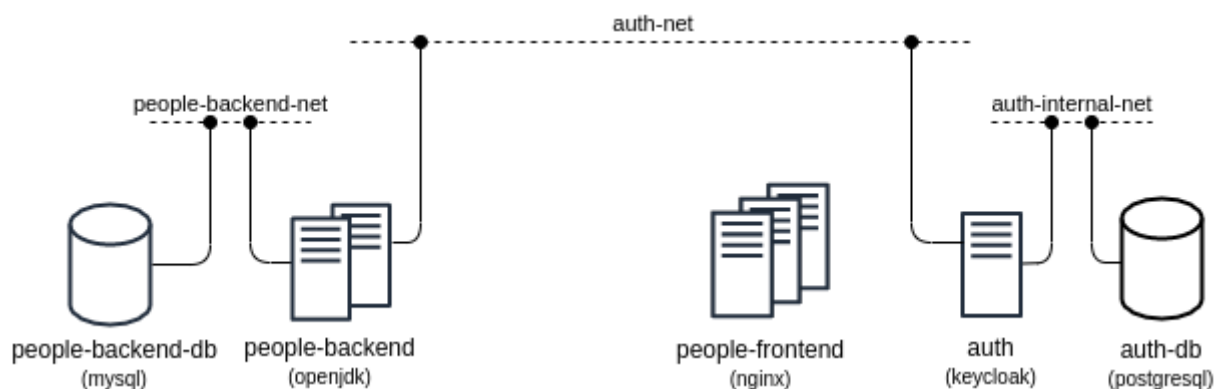 auth-net
people-backend-net
auth-internal-net
people-backend-db
(mysql)
people-backend
(openjdk)
people-frontend
(nginx)
auth
(keycloak)
auth-db
(postgresql)